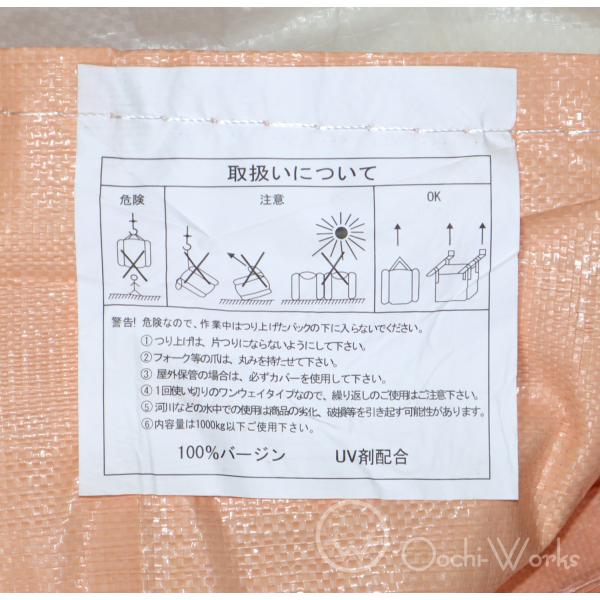 取扱いについて
危険
注意
OK
警告! 危険なので、作業中はつり上げたバックの下に入らないでください。
①つり上げは、片つりにならないようにして下さい。
②フォーク等の爪は、丸みを持たせて下さい。
③屋外保管の場合は、必ずカバーを使用して下さい。
④1回使い切りのワンウェイタイプなので、繰り返しのご使用はご注意下さい。
⑤河川などの水中での使用は商品の劣化、破損等を引き起す可能性があります。
⑥内容量は1000kg以下ご使用下さい。
100%バージン UV剤配合
Oochi-Works